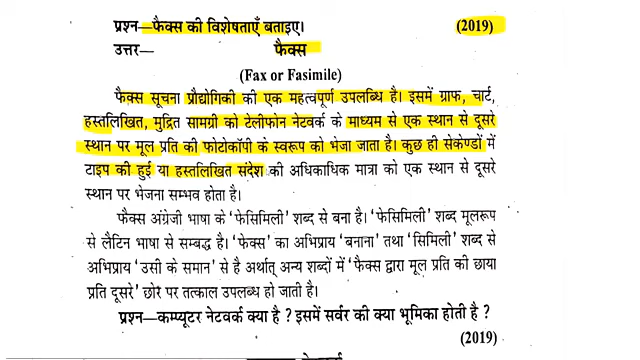 प्रश्न—फैक्स की विशेषताएँ बताइए। (2019)
उत्तर— फैक्स
(Fax or Fasimile)
फैक्स सूचना प्रौद्योगिकी की एक महत्वपूर्ण उपलब्धि है। इसमें ग्राफ, चार्ट,
हस्तलिखित, मुद्रित सामग्री को टेलीफोन नेटवर्क के माध्यम से एक स्थान से दूसरे
स्थान पर मूल प्रति की फोटोकॉपी के स्वरूप को भेजा जाता है। कुछ ही सेकेण्डों में
टाइप की हुई या हस्तलिखित संदेश की अधिकाधिक मात्रा को एक स्थान से दूसरे
स्थान पर भेजना सम्भव होता है।
फैक्स अंग्रेजी भाषा के ‘फेसिमिली’ शब्द से बना है। ‘फेसिमिली’ शब्द मूलरूप
से लैटिन भाषा से सम्बद्ध है। ‘फेक्स’ का अभिप्राय ‘बनाना’ तथा ‘सिमिली’ शब्द से
अभिप्राय ‘उसी के समान’ से है अर्थात् अन्य शब्दों में ‘फैक्स द्वारा मूल प्रति की छाया
प्रति दूसरे’ छोर पर तत्काल उपलब्ध हो जाती है।
प्रश्न—कम्प्यूटर नेटवर्क क्या है ? इसमें सर्वर की क्या भूमिका होती है ?
(2019)